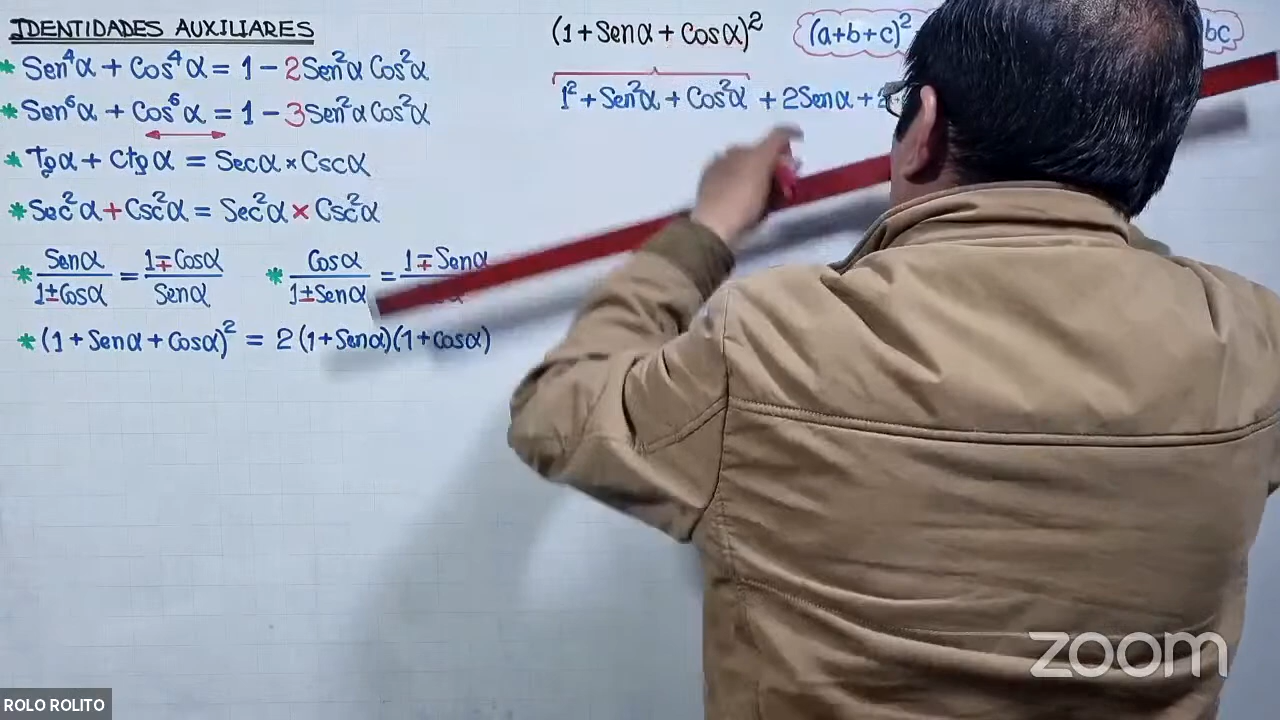 IDENTIDADES AUXILIARES
* Sen⁴α + Cos⁴α = 1 - 2Sen²α Cos²α
* Sen⁶α + Cos⁶α = 1 - 3Sen²α Cos²α
* Tgα + Ctgα = Secα × Cscα
* Sec²α + Csc²α = Sec²α × Csc²α
* Senα/1±Cosα = 1∓Cosα/Senα * Cosα/1±Senα = 1∓Senα
* (1 + Senα + Cosα)² = 2(1+Senα)(1+Cosα)
(1 + Senα + Cosα)² (a+b+c)² bc
1² + Sen²α + Cos²α + 2Senα + 2
zoom
ROLO ROLITO